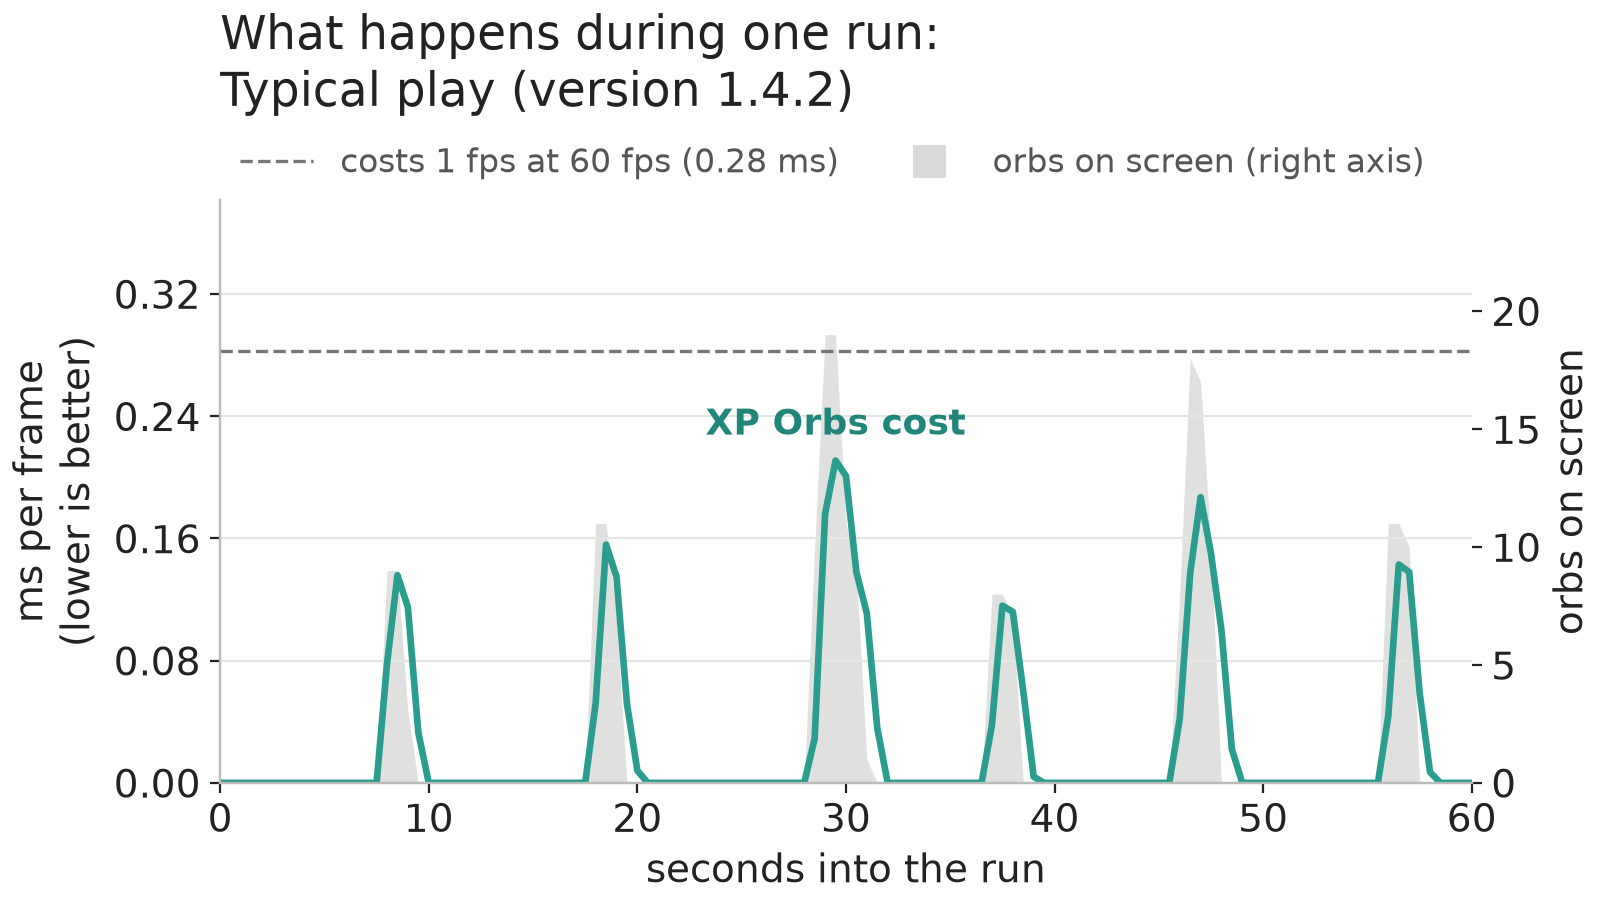 What happens during one run:
Typical play (version 1.4.2)
costs 1 fps at 60 fps (0.28 ms)
orbs on screen (right axis)
ms per frame
(lower is better)
0.32
0.24
0.16
0.08
0.00
XP Orbs cost
20
15
10
5
0
orbs on screen
0
10
20
30
40
50
60
seconds into the run